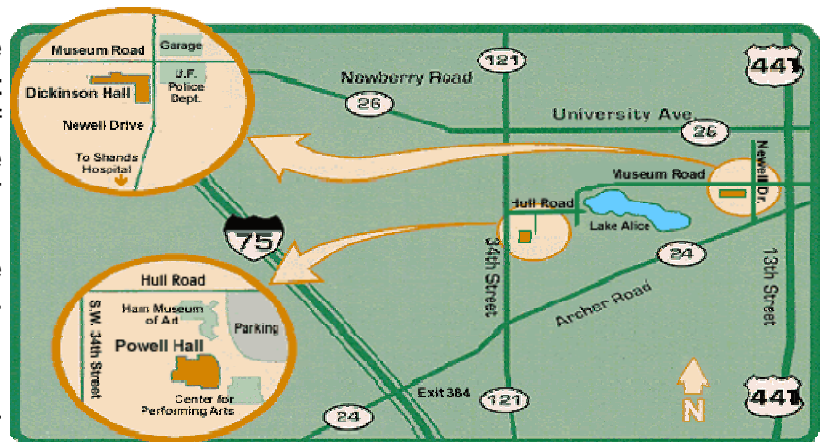 Museum Road
Garage
U.F.
Police
Dept.
Dickinson Hall
Newell Drive
To Shands
Hospital
121
441
Newberry Road
26
University Ave.
26
Newell Dr.
Museum Road
Hull Road
Lake Alice
75
34th Street
24
13th Street
Archer Road
Hull Road
S.W. 34th Street
Harn Museum
of Art
Parking
Powell Hall
Center for
Performing Arts
Exit 384
24
121
N
441